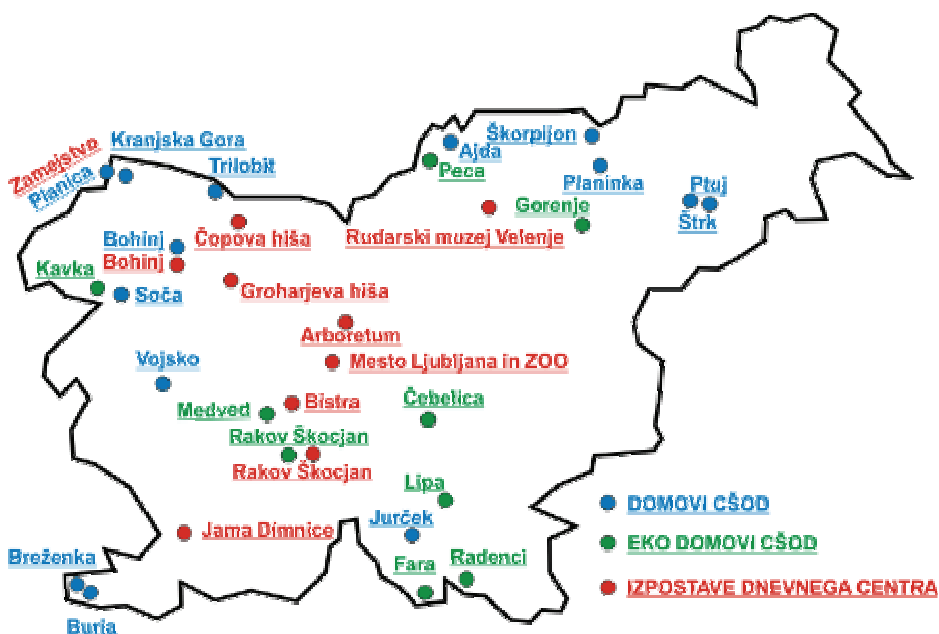 Škorpijon
Kranjska Gora
Ajda
Zamejstvo
Peca
Trilobit
Planica
Planinka
Ptuj
Gorenje
Štrk
Čopova hiša
Rudarski muzej Velenje
Bohinj
Bohinj
Kavka
Groharjeva hiša
Soča
Arboretum
Vojsko
Mesto Ljubljana in ZOO
Čebelica
Bistra
Medved
Rakov Škocjan
Rakov Škocjan
Lipa
DOMOVI CŠOD
Jurček
Jama Dimnice
EKO DOMOVI CŠOD
Breženka
Radenci
Fara
IZPOSTAVE DNEVNEGA CENTRA
Burja